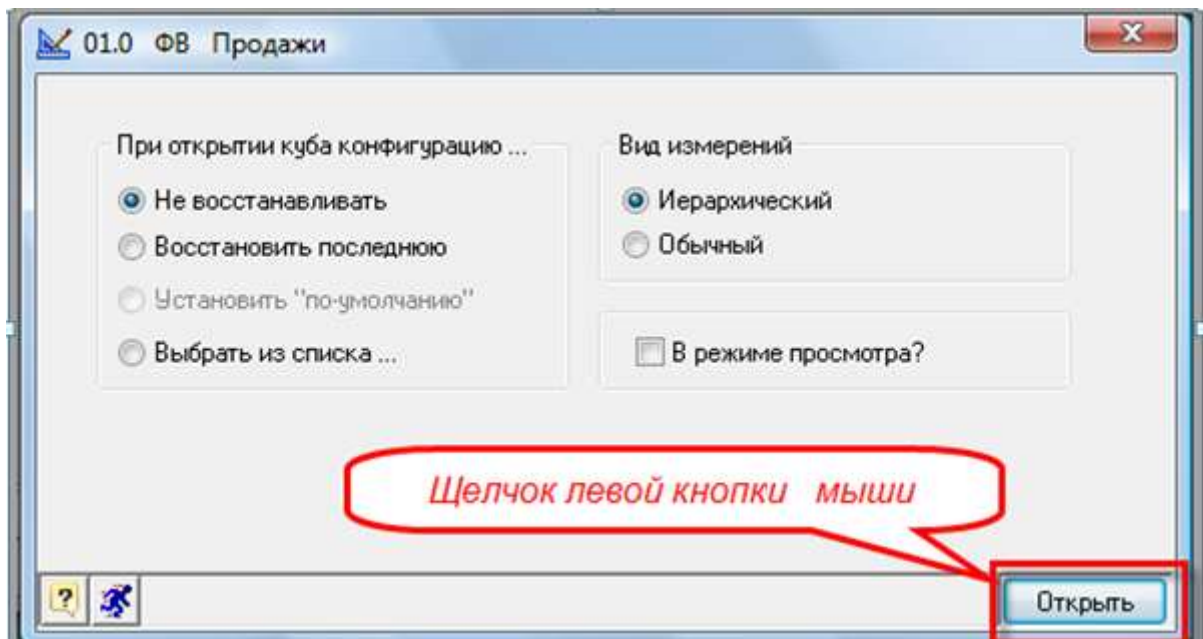 01.0 ФВ Продажи
При открытии куба конфигурацию ...
Не восстанавливать
Восстановить последнюю
Установить "по-умолчанию"
Выбрать из списка ...
Вид измерений
Иерархический
Обычный
В режиме просмотра?
Щелчок левой кнопки мыши
Открыть